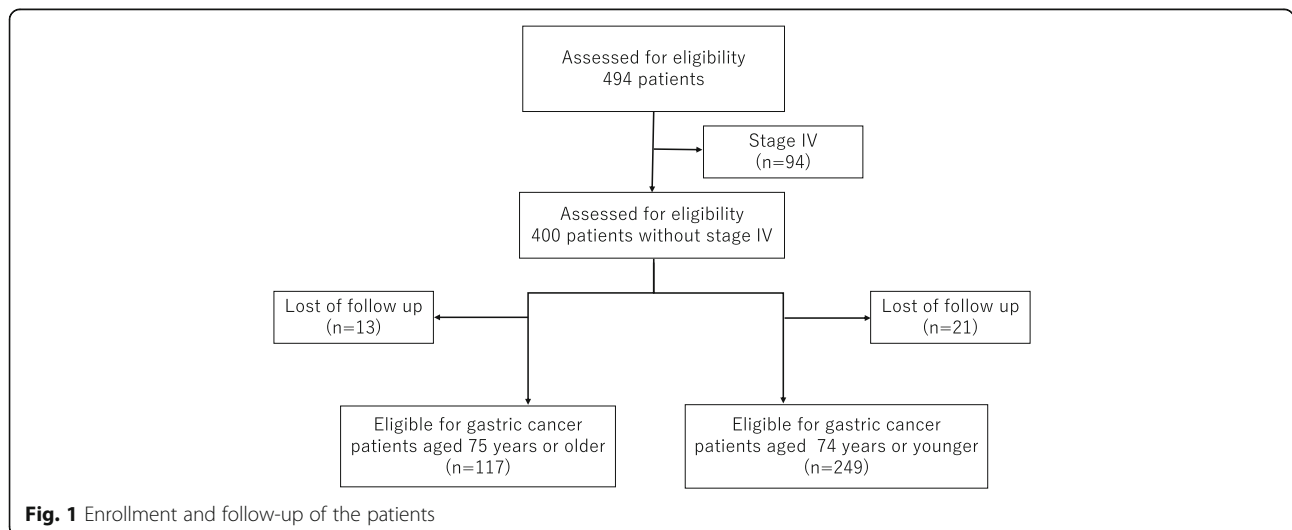 Assessed for eligibility
494 patients
Stage IV
(n=94)
Assessed for eligibility
400 patients without stage IV
Lost of follow up
(n=13)
Lost of follow up
(n=21)
Eligible for gastric cancer
patients aged 75 years or older
(n=117)
Eligible for gastric cancer
patients aged 74 years or younger
(n=249)
Fig. 1 Enrollment and follow-up of the patients